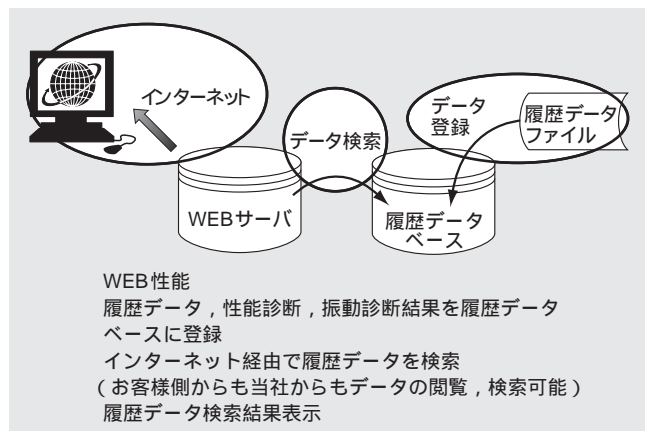 インターネット
データ検索
データ
登録
履歴データ
ファイル
WEBサーバ
履歴データ
ベース
WEB性能
履歴データ，性能診断，振動診断結果を履歴データ
ベースに登録
インターネット経由で履歴データを検索
（お客様側からも当社からもデータの閲覧，検索可能）
履歴データ検索結果表示